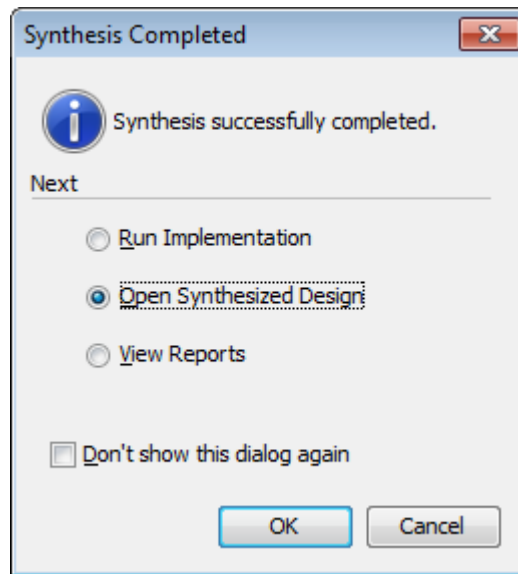 Synthesis Completed
Synthesis successfully completed.
Next
Run Implementation
Open Synthesized Design
View Reports
Don't show this dialog again
OK Cancel